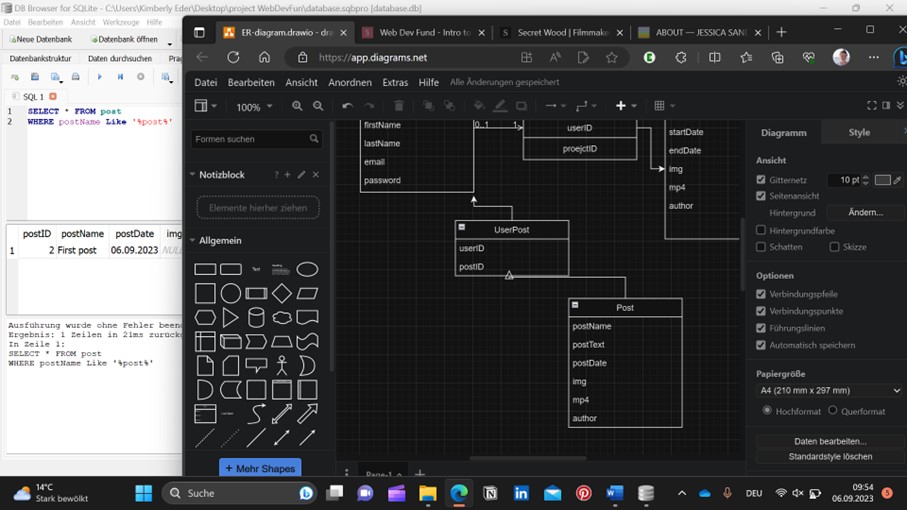 DB Browser for SQLite - C:\Users\Kimberly Eder\Desktop\project WebDevFun\database.sqbpro [database.db]
Datei Bearbeiten Ansicht Werkzeuge Hilfe
Neue Datenbank Datenbank öffnen
Datenbankstruktur Daten durchsuchen Prag
SQL 1
1 SELECT * FROM post
2 WHERE postName Like '%post%'
postID postName postDate img
1 2 First post 06.09.2023 NULL
Ausführung wurde ohne Fehler been
Ergebnis: 1 Zeilen in 21ms zurück
In Zeile 1:
SELECT * FROM post
WHERE postName Like '%post%'
ER-diagram.drawio - dra
Web Dev Fund - Intro to
Secret Wood | Filmmake
ABOUT — JESSICA SAN
https://app.diagrams.net
Datei Bearbeiten Ansicht Anordnen Extras Hilfe Alle Änderungen gespeichert
100%
Formen suchen
Notizblock
Elemente hierher ziehen
Allgemein
Text
Heading
+ Mehr Shapes
firstName
lastName
email
password
0..1 1
userID
proejctID
startDate
endDate
img
mp4
author
UserPost
userID
postID
Post
postName
postText
postDate
img
mp4
author
Page-1
Diagramm Style
Ansicht
Gitternetz 10 pt
Seitenansicht
Hintergrund Ändern...
Hintergrundfarbe
Schatten Skizze
Optionen
Verbindungspfeile
Verbindungspunkte
Führungslinien
Automatisch speichern
Papiergröße
A4 (210 mm x 297 mm)
Hochformat Querformat
Daten bearbeiten...
Standardstyle löschen
14°C
Stark bewölkt
Suche
DEU
09:54
06.09.2023
5